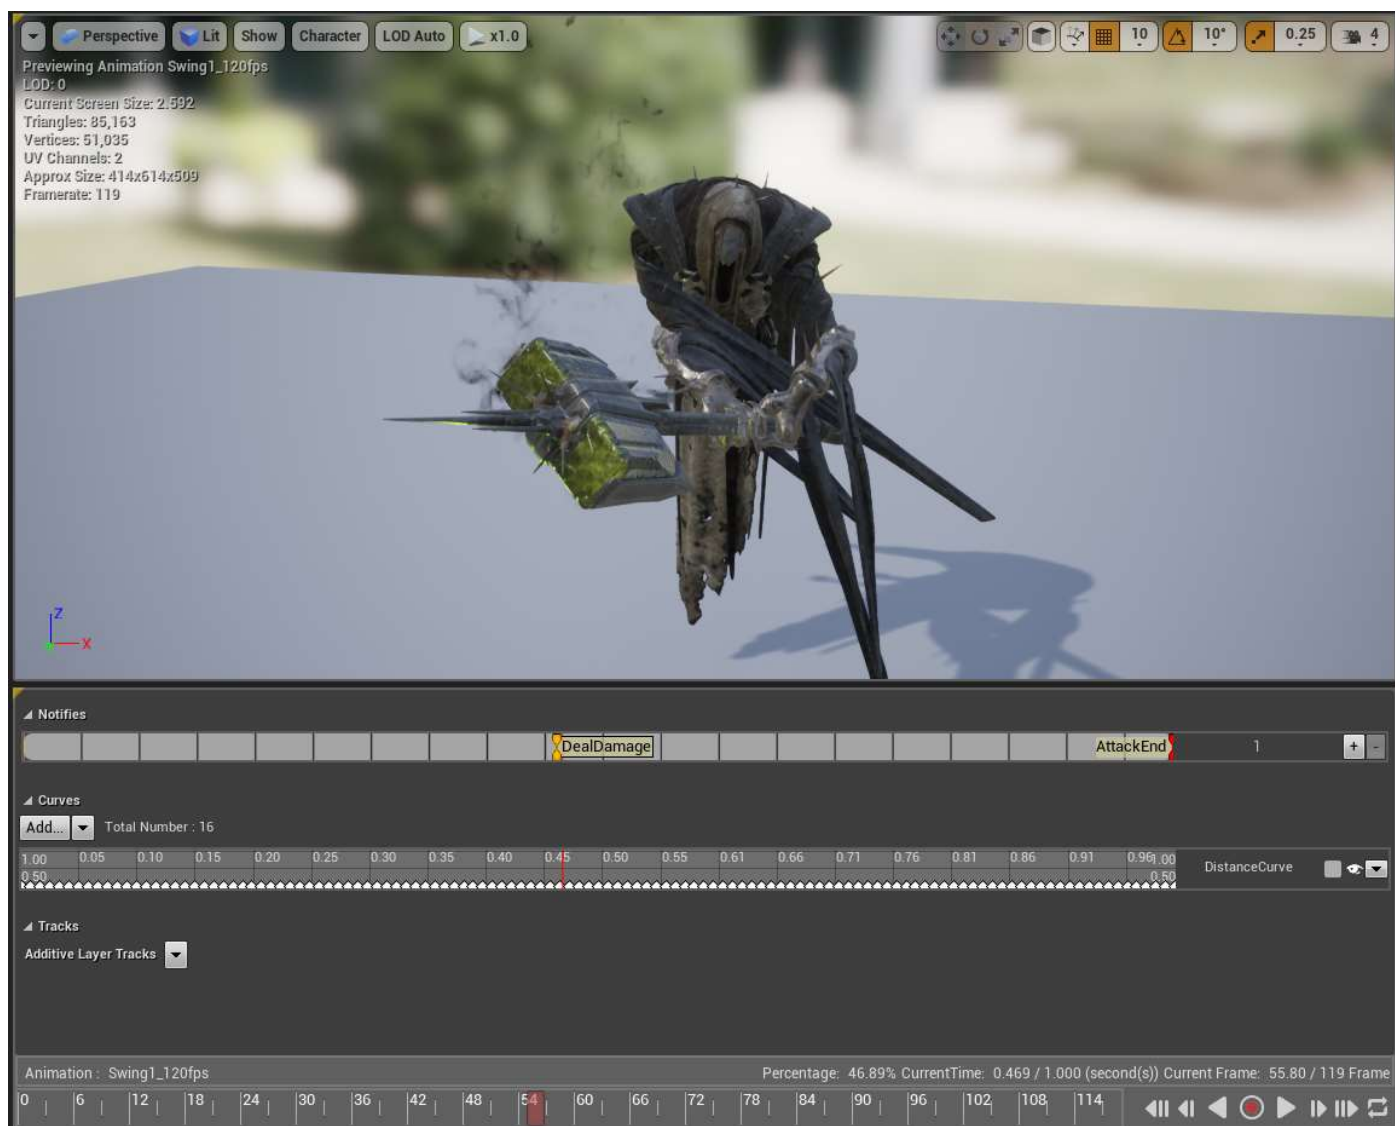 Perspective Lit Show Character LOD Auto x1.0 10 10° 0.25 4
Previewing Animation Swing1_120fps
LOD: 0
Current Screen Size: 2.592
Triangles: 85,163
Vertices: 51,035
UV Channels: 2
Approx Size: 414x614x509
Framerate: 119
Z
X
Notifies
DealDamage AttackEnd 1 + -
Curves
Add... Total Number : 16
1.00 0.05 0.10 0.15 0.20 0.25 0.30 0.35 0.40 0.45 0.50 0.55 0.61 0.66 0.71 0.76 0.81 0.86 0.91 0.96 1.00 DistanceCurve
0.50 0.50
Tracks
Additive Layer Tracks
Animation : Swing1_120fps Percentage: 46.89% CurrentTime: 0.469 / 1.000 (second(s)) Current Frame: 55.80 / 119 Frame
0 6 12 18 24 30 36 42 48 54 60 66 72 78 84 90 96 102 108 114